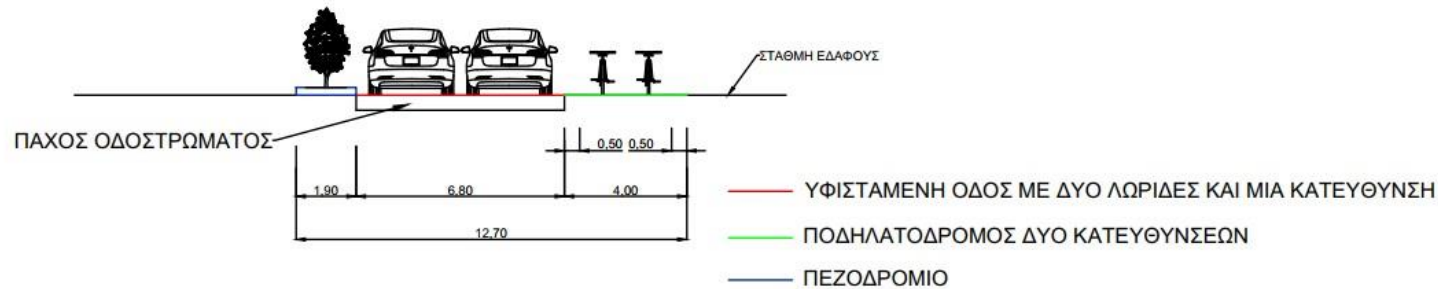 ΣΤΑΘΜΗ ΕΔΑΦΟΥΣ
ΠΑΧΟΣ ΟΔΟΣΤΡΩΜΑΤΟΣ
0,50 0,50
1,90 6,80 4,00
12,70
ΥΦΙΣΤΑΜΕΝΗ ΟΔΟΣ ΜΕ ΔΥΟ ΛΩΡΙΔΕΣ ΚΑΙ ΜΙΑ ΚΑΤΕΥΘΥΝΣΗ
ΠΟΔΗΛΑΤΟΔΡΟΜΟΣ ΔΥΟ ΚΑΤΕΥΘΥΝΣΕΩΝ
ΠΕΖΟΔΡΟΜΙΟ